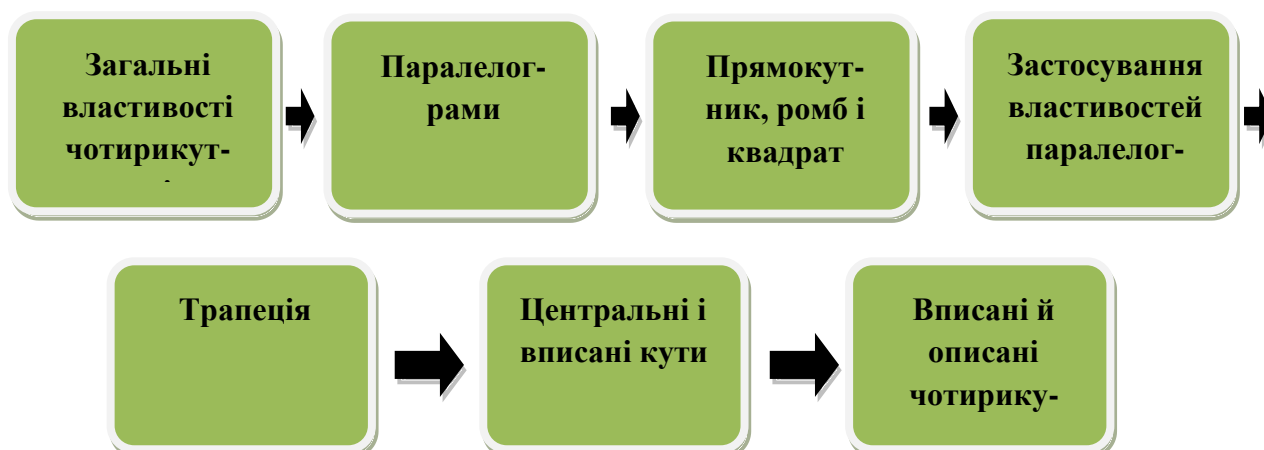 Загальні
властивості
чотирикут-
Паралелог-
рами
Прямокут-
ник, ромб і
квадрат
Застосування
властивостей
паралелог-
Трапеція
Центральні і
вписані кути
Вписані й
описані
чотирику-